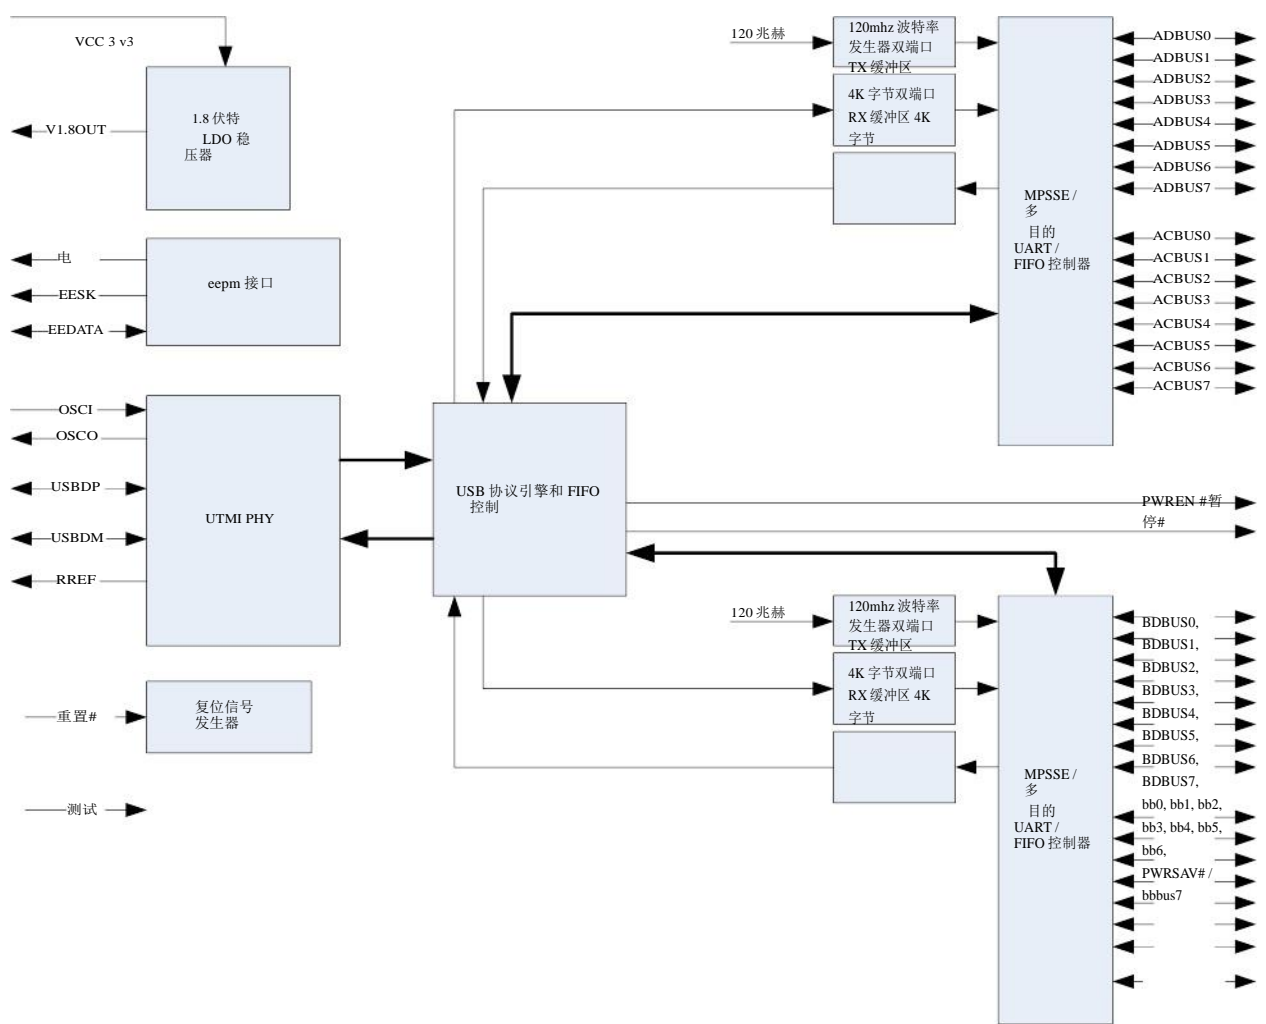 VCC 3 v3
1.8 伏特
LDO 稳
压器
V1.8OUT
电
EESK
EEDATA
eepm 接口
OSCI
OSCO
USBDP
USBDM
RREF
UTMI PHY
重置#
复位信号
发生器
测试
USB 协议引擎和 FIFO
控制
120 兆赫
120mhz 波特率
发生器双端口
TX 缓冲区
4K 字节双端口
RX 缓冲区 4K
字节
MPSSE /
多
目的
UART /
FIFO 控制器
ADBUS0
ADBUS1
ADBUS2
ADBUS3
ADBUS4
ADBUS5
ADBUS6
ADBUS7
ACBUS0
ACBUS1
ACBUS2
ACBUS3
ACBUS4
ACBUS5
ACBUS6
ACBUS7
PWREN #暂
停#
120 兆赫
120mhz 波特率
发生器双端口
TX 缓冲区
4K 字节双端口
RX 缓冲区 4K
字节
MPSSE /
多
目的
UART /
FIFO 控制器
BDBUS0,
BDBUS1,
BDBUS2,
BDBUS3,
BDBUS4,
BDBUS5,
BDBUS6,
BDBUS7,
bb0, bb1, bb2,
bb3, bb4, bb5,
bb6,
PWRSAV# /
bbbus7